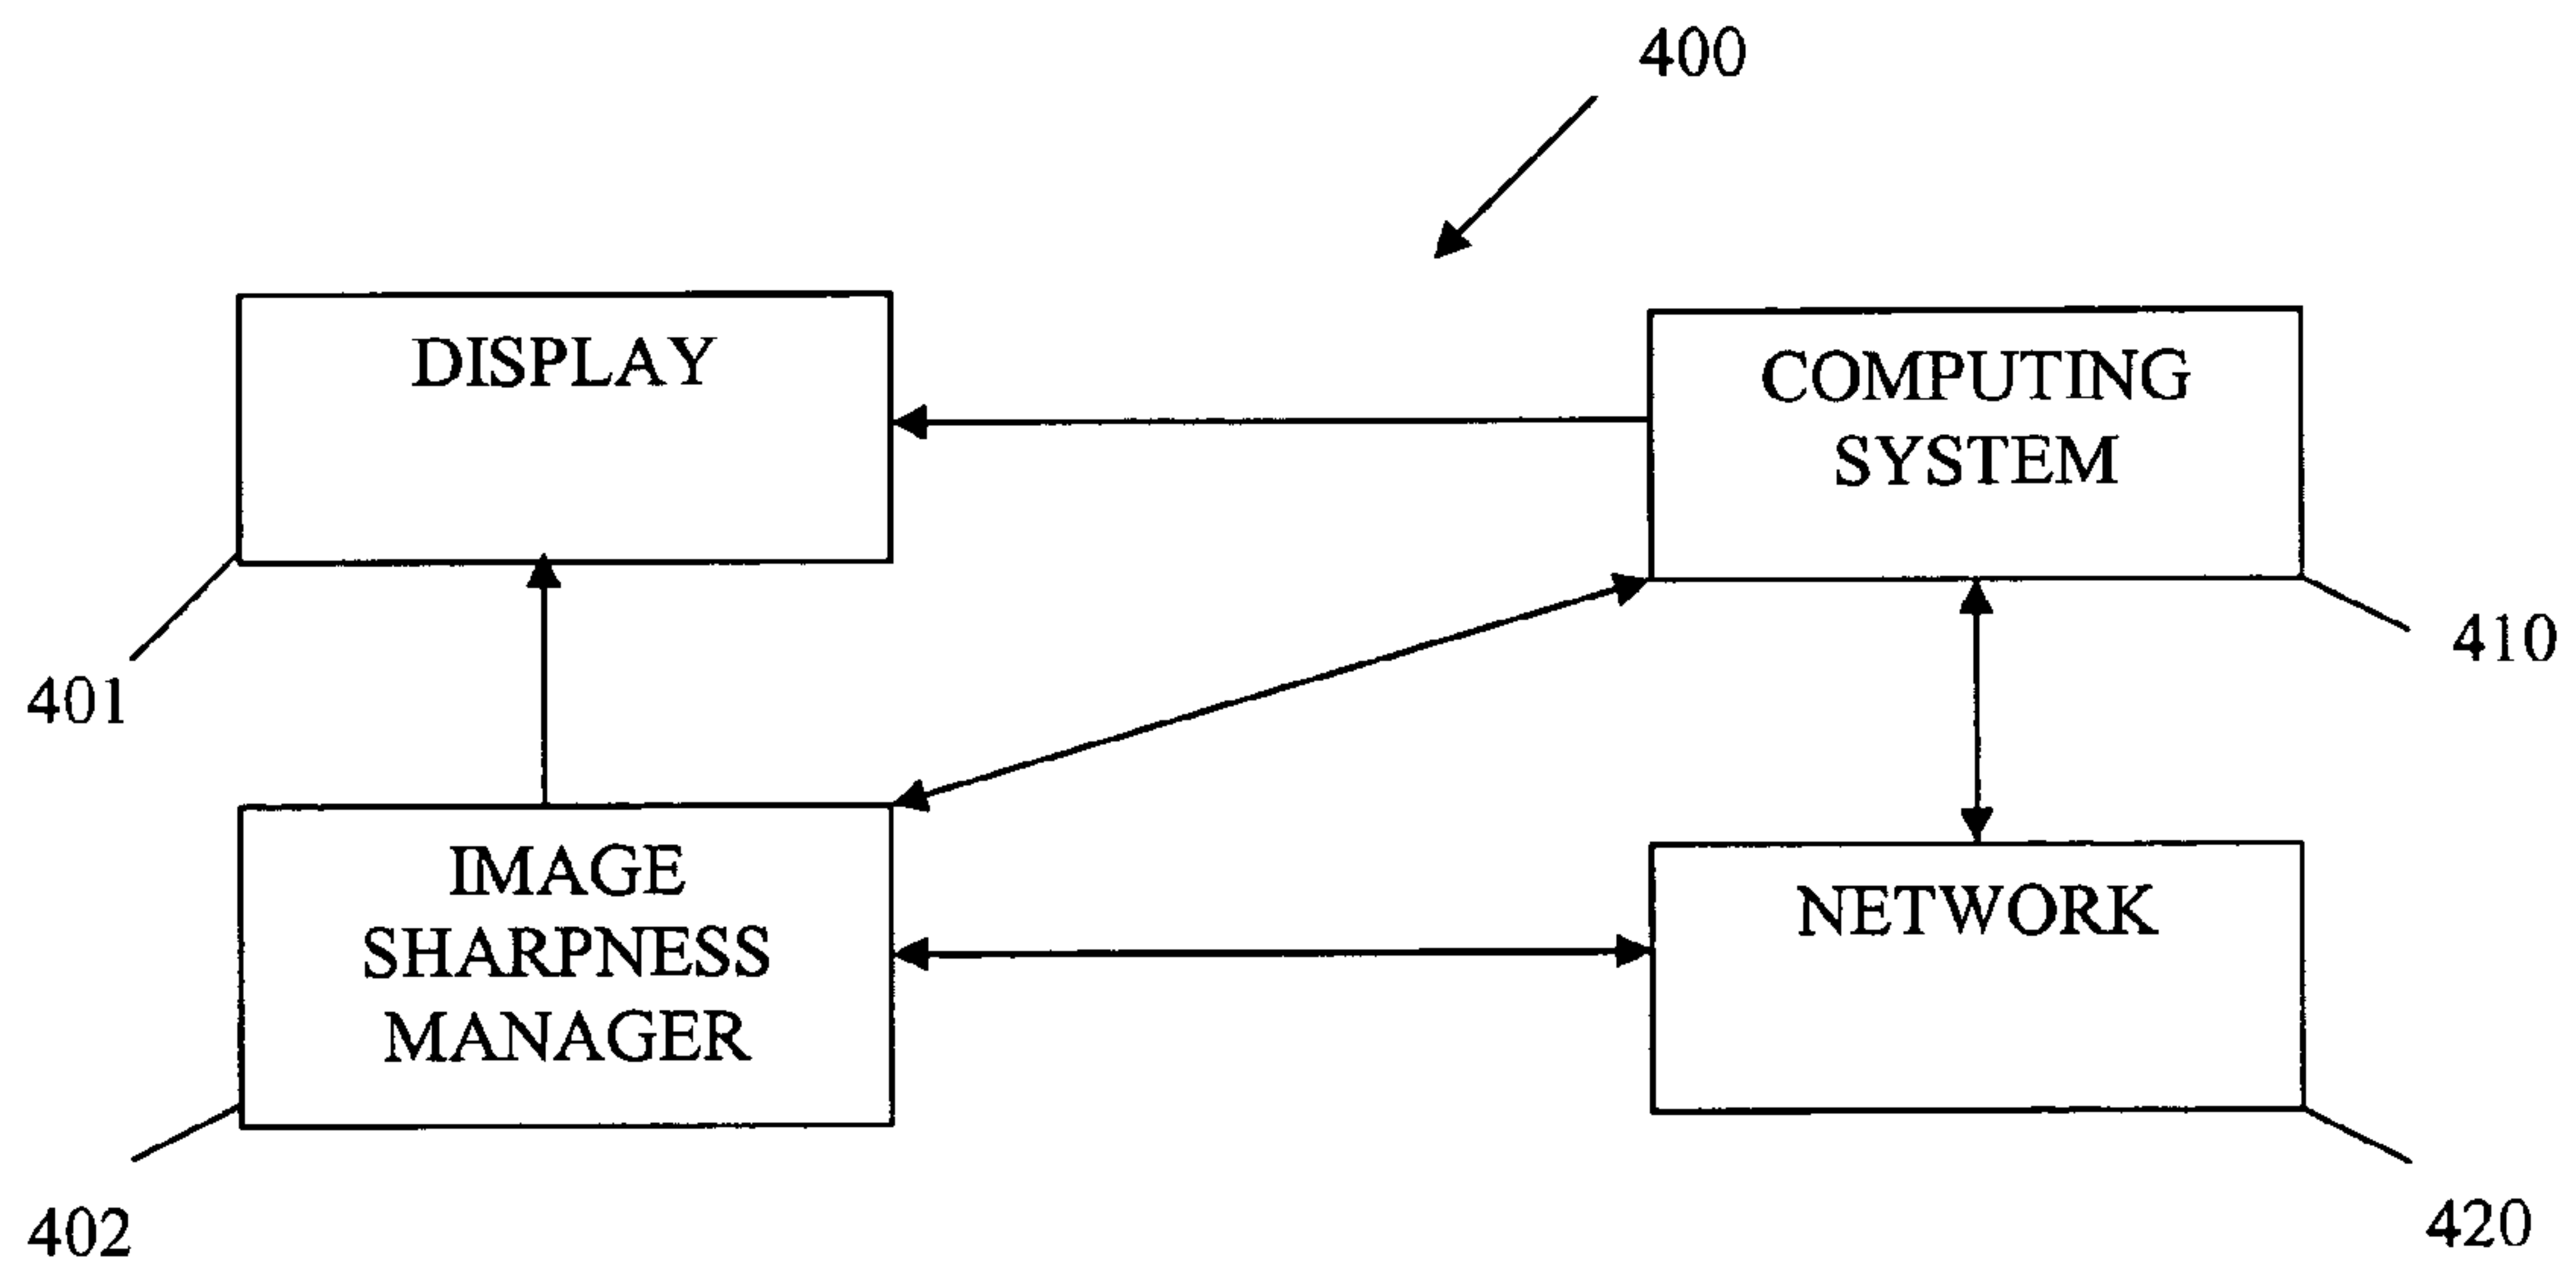 400
DISPLAY
COMPUTING
SYSTEM
401
410
IMAGE
SHARPNESS
MANAGER
NETWORK
402
420